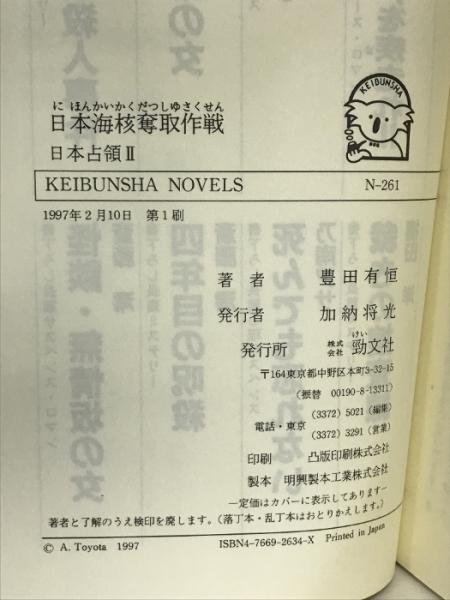 KEIBUNSHA
にほんかいかくだつしゆさくせん
日本海核奪取作戦
日本占領Ⅱ
KEIBUNSHA NOVELS N-261
1997年2月10日 第1刷
著者 豊田有恒
発行者 加納将光
けい
発行所 株式会社 勁文社
〒164東京都中野区本町3-32-15
(振替 00190-8-13311)
電話・東京 (3372) 5021 (編集)
(3372) 3291 (営業)
印刷 凸版印刷株式会社
製本 明興製本工業株式会社
—定価はカバーに表示してあります—
著者と了解のうえ検印を廃します。(落丁本・乱丁本はおとりかえします。)
© A. Toyota 1997 ISBN4-7669-2634-X Printed in Japan